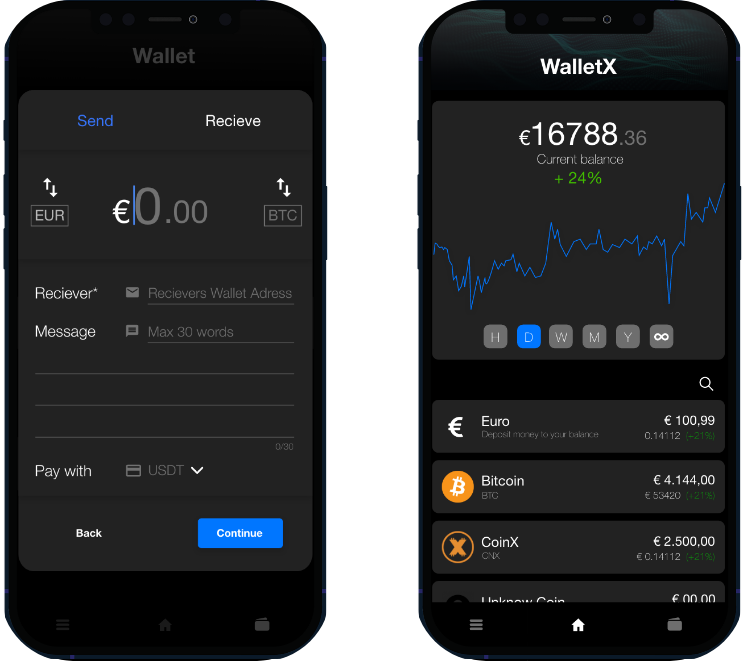 Wallet
Send Recieve
EUR €0.00 BTC
Reciever* Recievers Wallet Adress
Message Max 30 words
0/30
Pay with USDT
Back Continue
WalletX
€16788.36
Current balance
+ 24%
H D W M Y ∞
Euro € 100,99
Deposit money to your balance 0.14112 (+21%)
Bitcoin € 4.144,00
BTC € 53420 (+21%)
CoinX € 2.500,00
CNX € 0.14112 (+21%)
Unknow Coin € 00,00